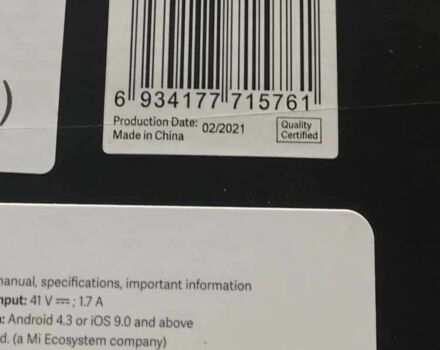 )
6 934177 715761
Production Date: 02/2021
Made in China
Quality
Certified
manual, specifications, important information
nput: 41 V ⎓; 1.7 A
: Android 4.3 or iOS 9.0 and above
d. (a Mi Ecosystem company)